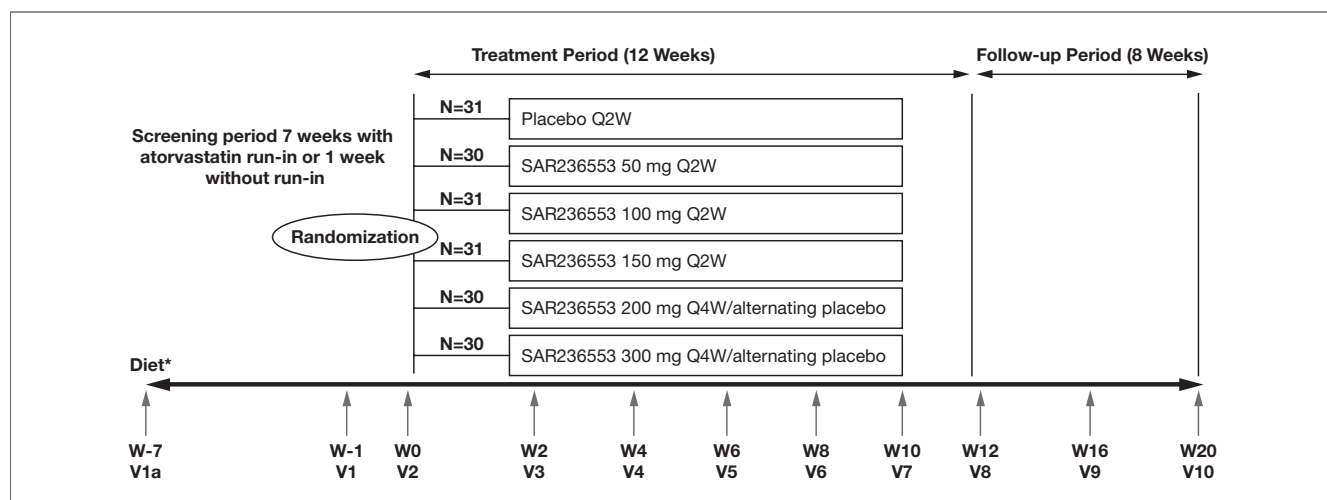 Treatment Period (12 Weeks)
Follow-up Period (8 Weeks)
Screening period 7 weeks with
atorvastatin run-in or 1 week
without run-in
Randomization
N=31
Placebo Q2W
N=30
SAR236553 50 mg Q2W
N=31
SAR236553 100 mg Q2W
N=31
SAR236553 150 mg Q2W
N=30
SAR236553 200 mg Q4W/alternating placebo
N=30
SAR236553 300 mg Q4W/alternating placebo
Diet*
W-7 W-1 W0 W2 W4 W6 W8 W10 W12 W16 W20
V1a V1 V2 V3 V4 V5 V6 V7 V8 V9 V10